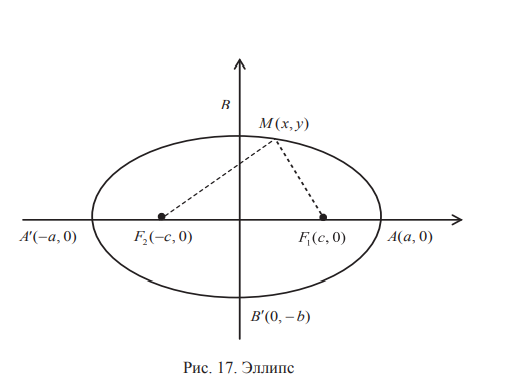 B
M(x, y)
A′(−a, 0)
F₂(−c, 0)
F₁(c, 0)
A(a, 0)
B′(0, −b)
Рис. 17. Эллипс